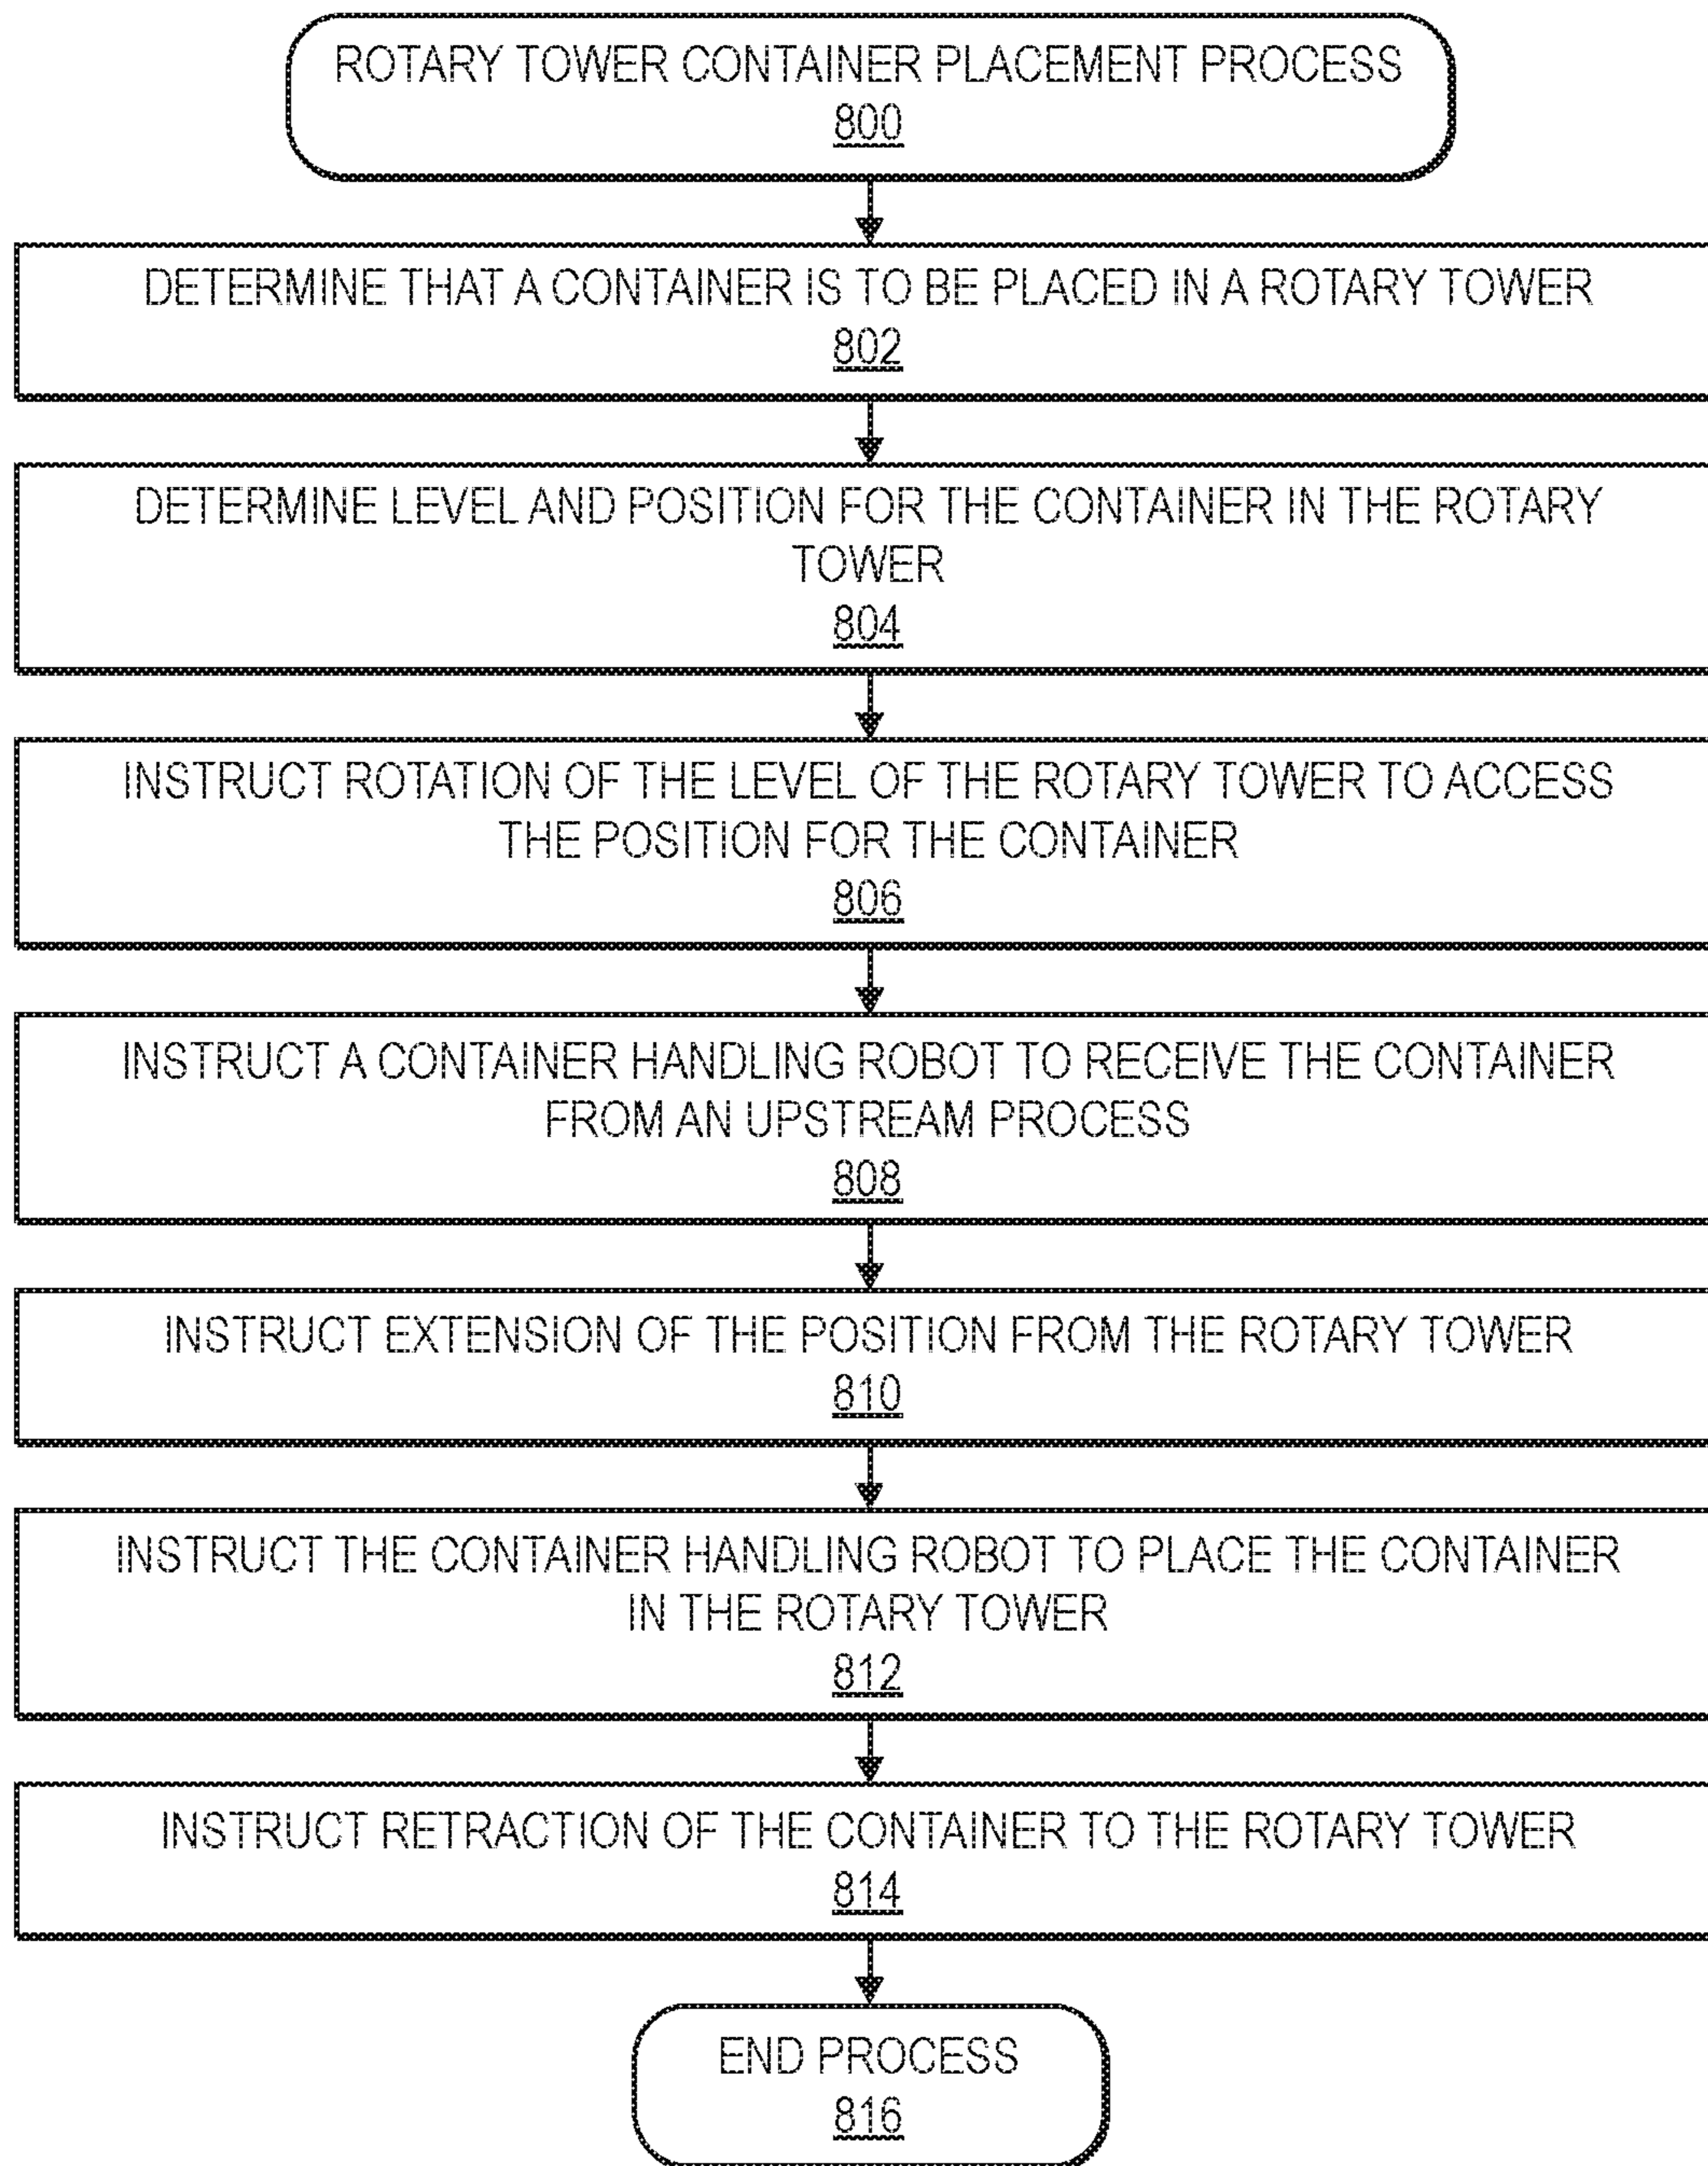 ROTARY TOWER CONTAINER PLACEMENT PROCESS
800
DETERMINE THAT A CONTAINER IS TO BE PLACED IN A ROTARY TOWER
802
DETERMINE LEVEL AND POSITION FOR THE CONTAINER IN THE ROTARY
TOWER
804
INSTRUCT ROTATION OF THE LEVEL OF THE ROTARY TOWER TO ACCESS
THE POSITION FOR THE CONTAINER
806
INSTRUCT A CONTAINER HANDLING ROBOT TO RECEIVE THE CONTAINER
FROM AN UPSTREAM PROCESS
808
INSTRUCT EXTENSION OF THE POSITION FROM THE ROTARY TOWER
810
INSTRUCT THE CONTAINER HANDLING ROBOT TO PLACE THE CONTAINER
IN THE ROTARY TOWER
812
INSTRUCT RETRACTION OF THE CONTAINER TO THE ROTARY TOWER
814
END PROCESS
816